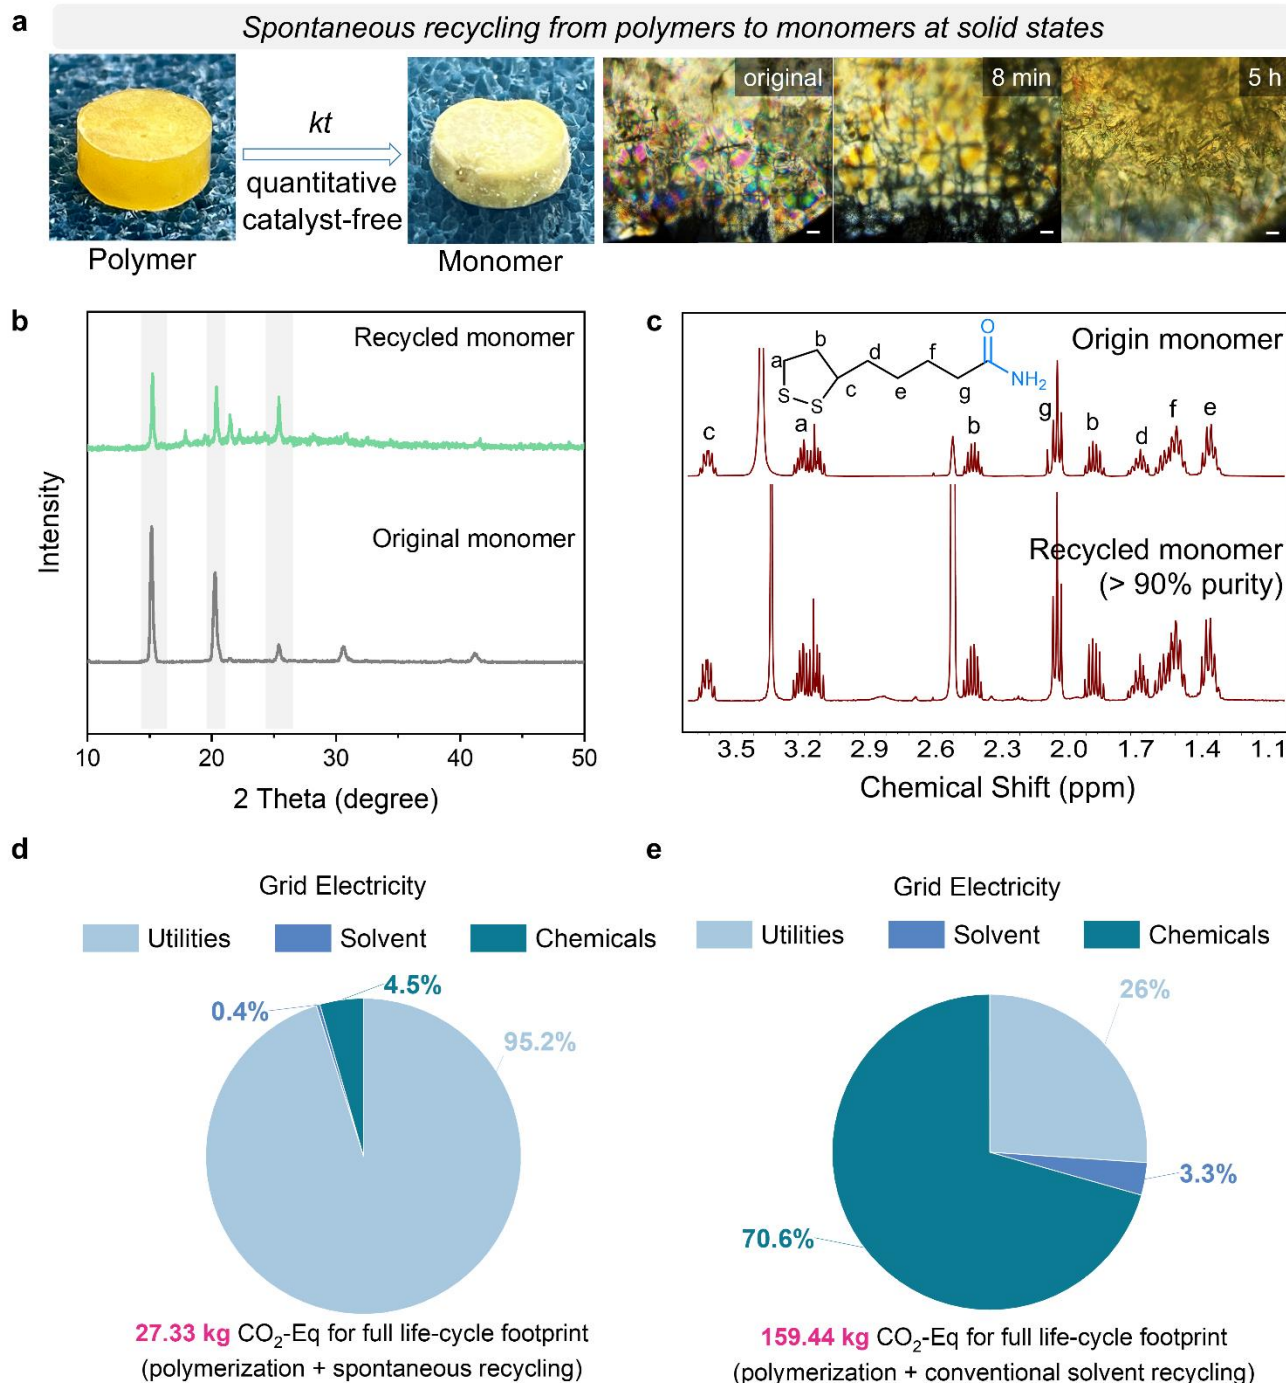 a
Spontaneous recycling from polymers to monomers at solid states
kt
quantitative
catalyst-free
Polymer
Monomer
original
8 min
5 h
b
Recycled monomer
Original monomer
Intensity
10 20 30 40 50
2 Theta (degree)
c
Origin monomer
a b c d e f g
S S O NH2
c a b g b d f e
Recycled monomer
(> 90% purity)
3.5 3.2 2.9 2.6 2.3 2.0 1.7 1.4 1.1
Chemical Shift (ppm)
d
Grid Electricity
Utilities Solvent Chemicals
0.4%
4.5%
95.2%
27.33 kg CO2-Eq for full life-cycle footprint
(polymerization + spontaneous recycling)
e
Grid Electricity
Utilities Solvent Chemicals
26%
3.3%
70.6%
159.44 kg CO2-Eq for full life-cycle footprint
(polymerization + conventional solvent recycling)